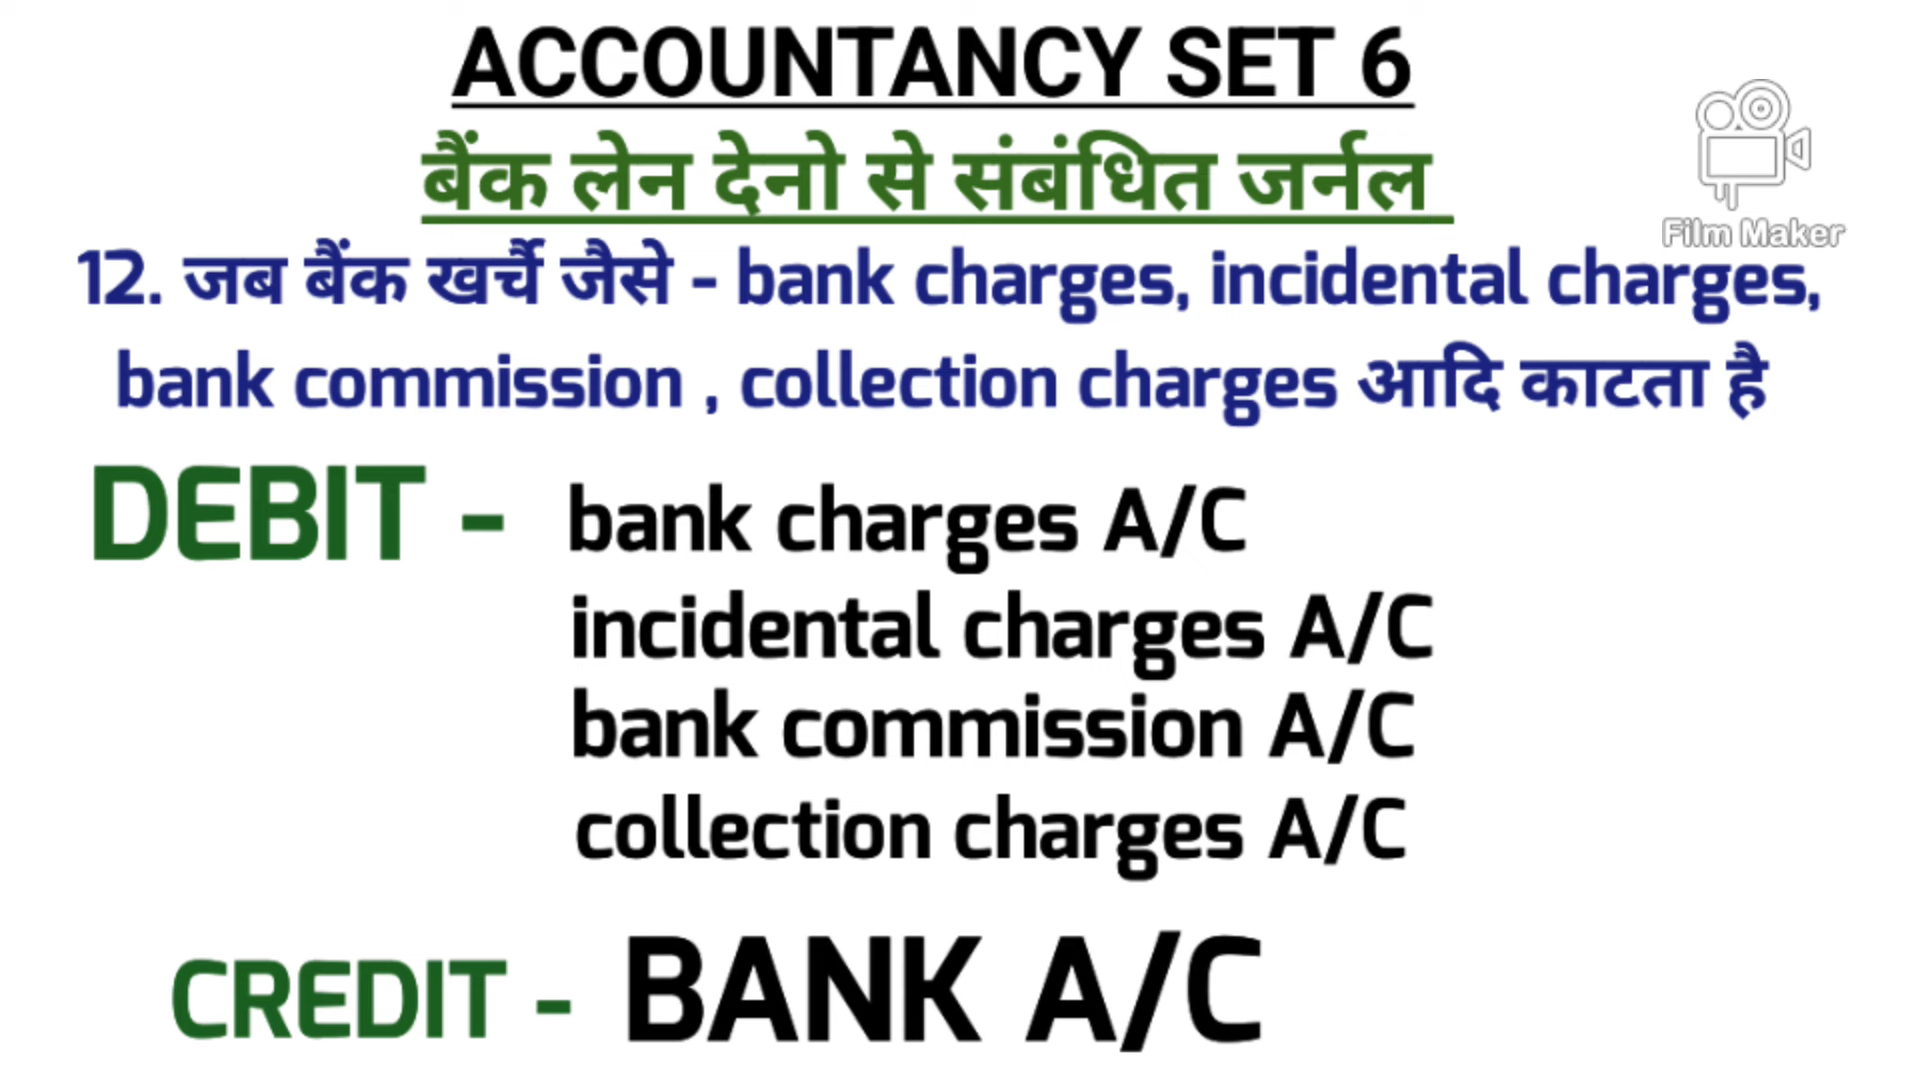 ACCOUNTANCY SET 6
बैंक लेन देनो से संबंधित जर्नल
Film Maker
12. जब बैंक खर्चै जैसे - bank charges, incidental charges,
bank commission , collection charges आदि काटता है
DEBIT - bank charges A/C
incidental charges A/C
bank commission A/C
collection charges A/C
CREDIT - BANK A/C